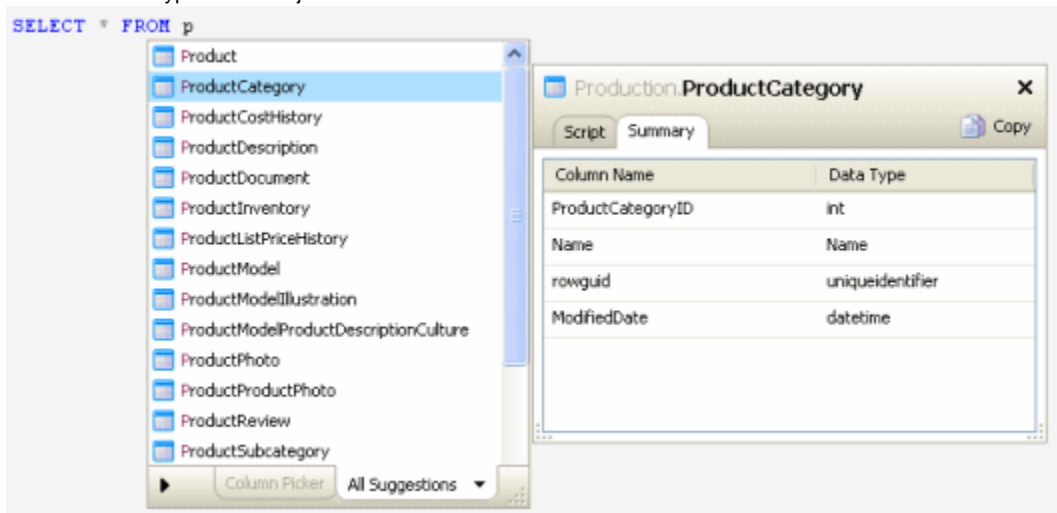 SELECT * FROM p
Product
ProductCategory
ProductCostHistory
ProductDescription
ProductDocument
ProductInventory
ProductListPriceHistory
ProductModel
ProductModelIllustration
ProductModelProductDescriptionCulture
ProductPhoto
ProductProductPhoto
ProductReview
ProductSubcategory
Column Picker All Suggestions
Production.ProductCategory
Script Summary Copy
Column Name Data Type
ProductCategoryID int
Name Name
rowguid uniqueidentifier
ModifiedDate datetime